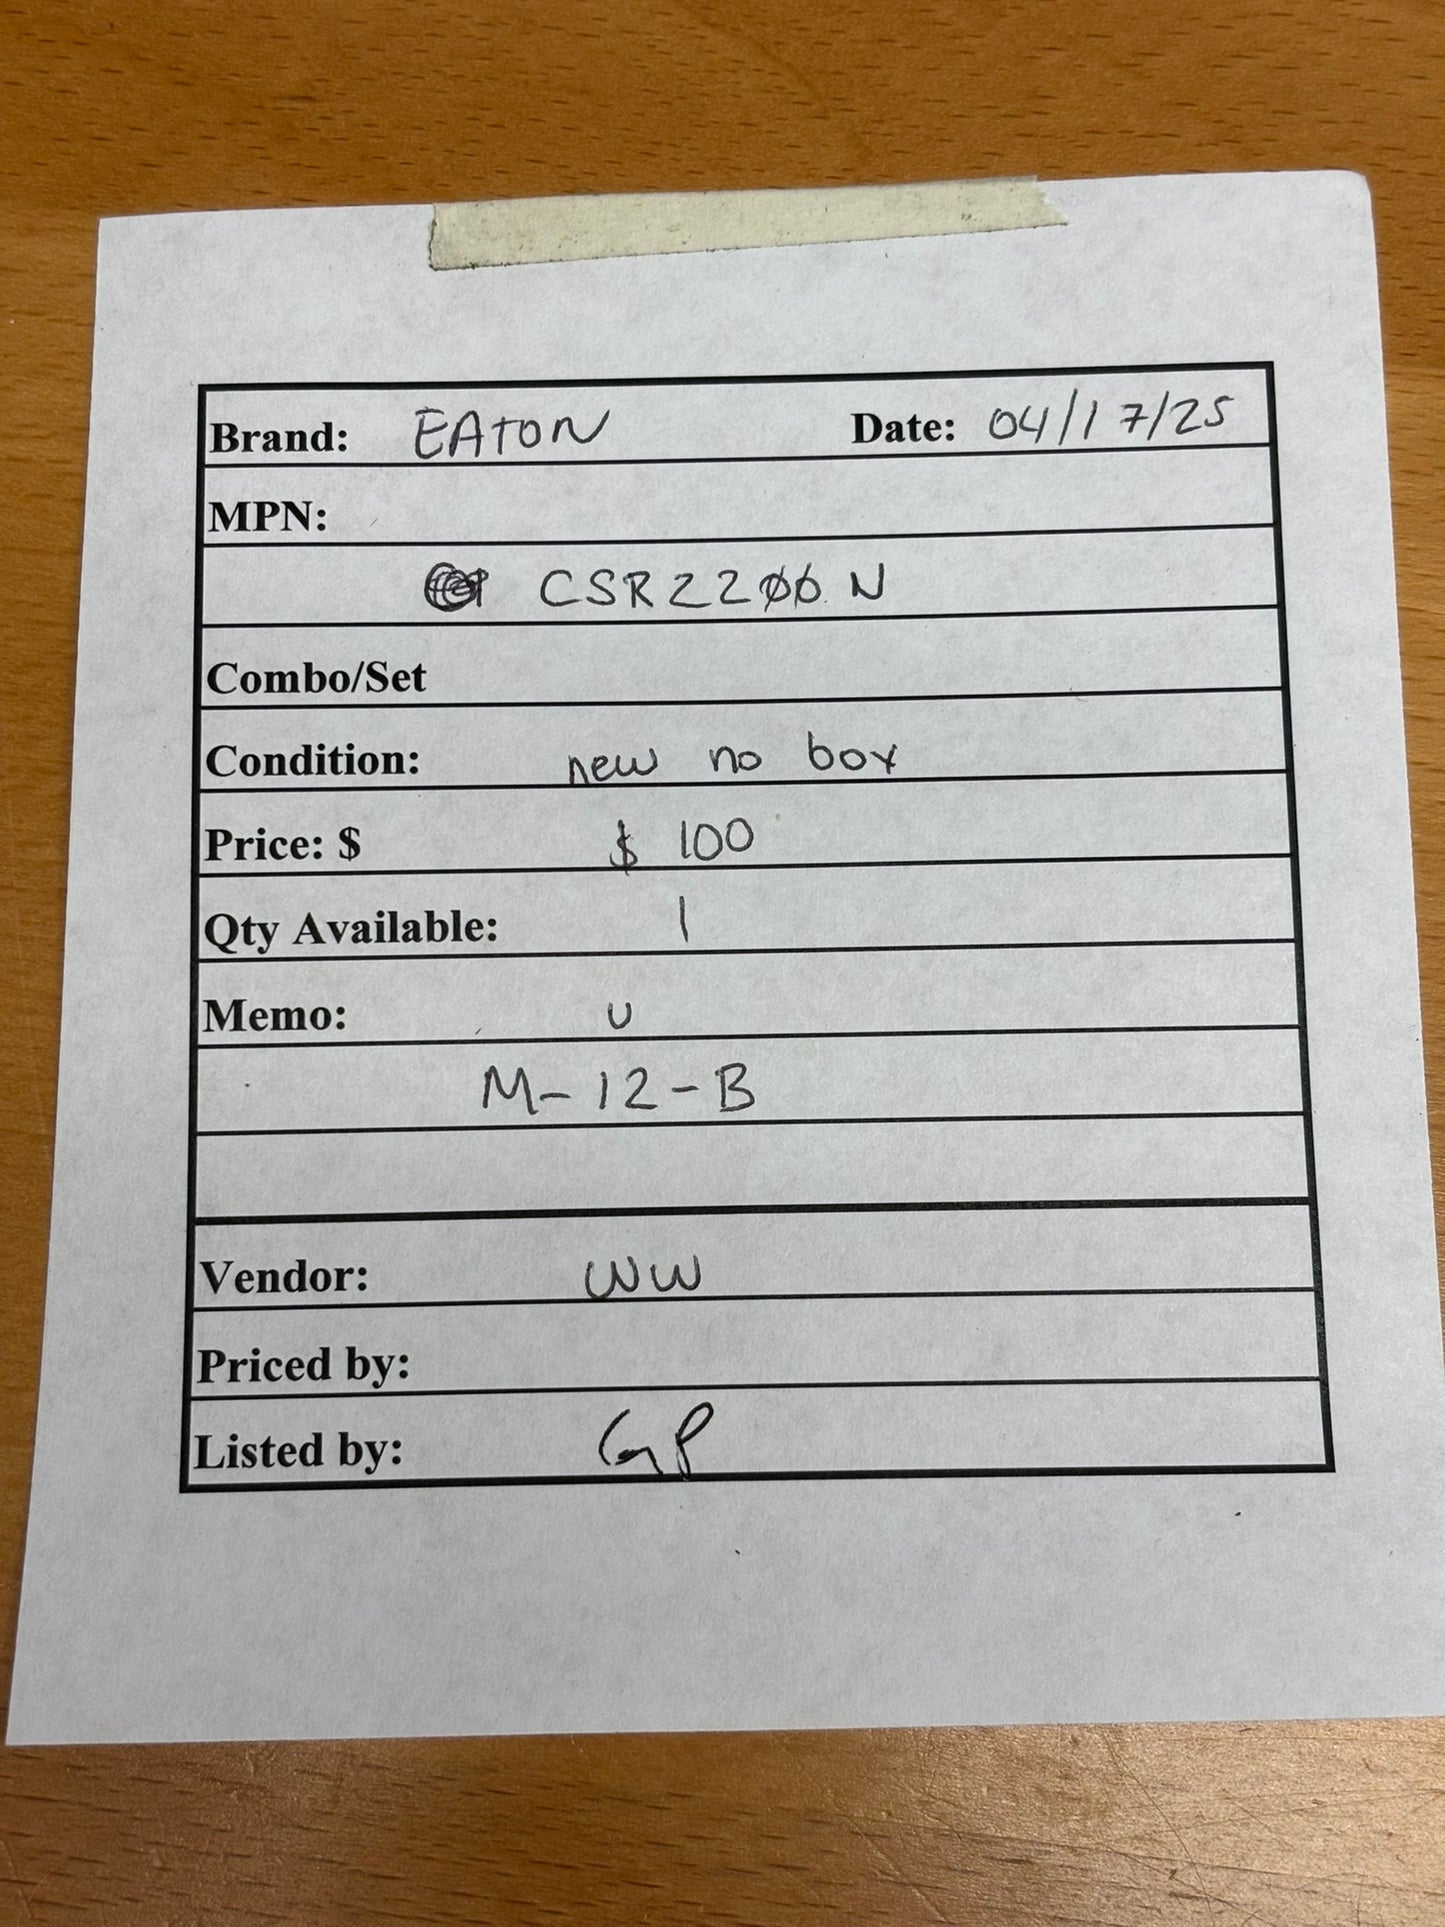 Brand: EATON Date: 04/17/25
MPN:
CSR2200N
Combo/Set
Condition: new no box
Price: $ $ 100
Qty Available: 1
Memo: U
M-12-B
Vendor: WW
Priced by:
Listed by: GP